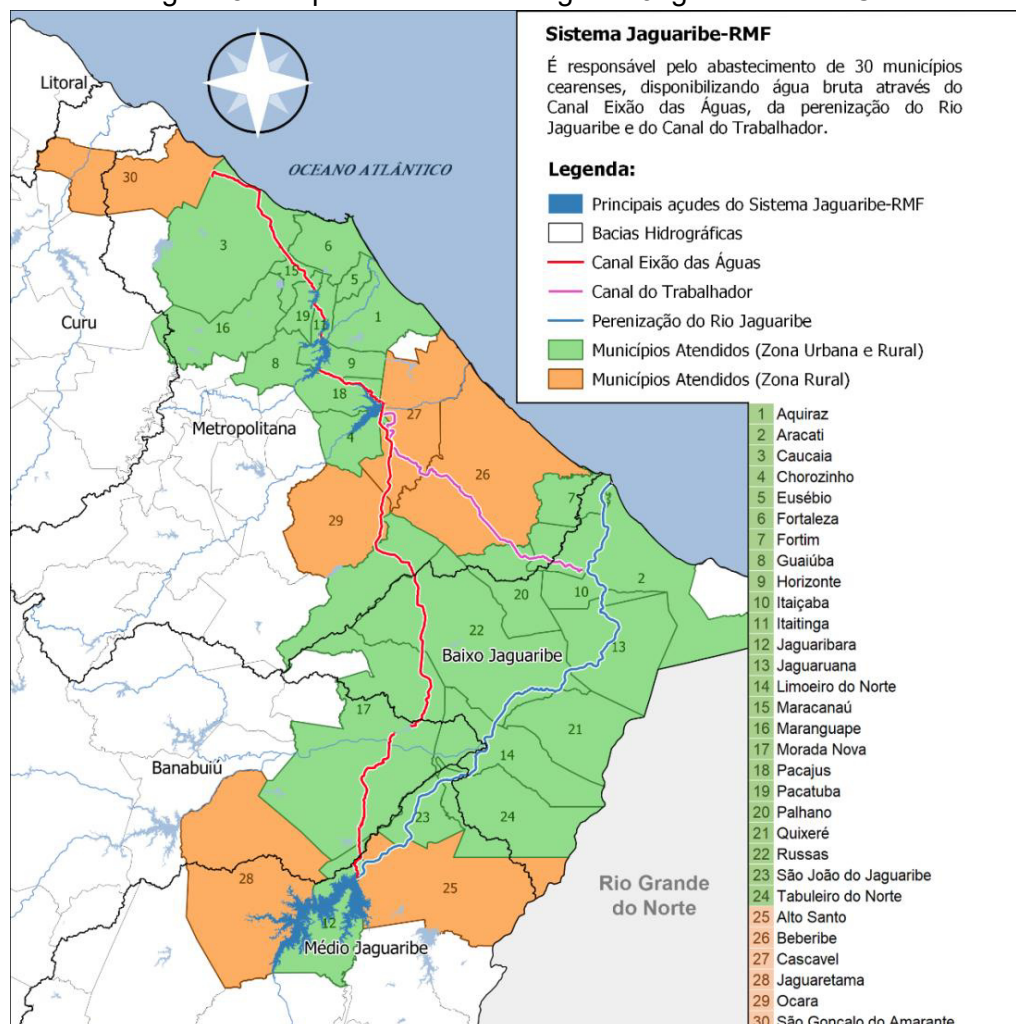 Sistema Jaguaribe-RMF
É responsável pelo abastecimento de 30 municípios
cearenses, disponibilizando água bruta através do
Canal Eixão das Águas, da perenização do Rio
Jaguaribe e do Canal do Trabalhador.
Legenda:
Principais açudes do Sistema Jaguaribe-RMF
Bacias Hidrográficas
Canal Eixão das Águas
Canal do Trabalhador
Perenização do Rio Jaguaribe
Municípios Atendidos (Zona Urbana e Rural)
Municípios Atendidos (Zona Rural)
1 Aquiraz
2 Aracati
3 Caucaia
4 Chorozinho
5 Eusébio
6 Fortaleza
7 Fortim
8 Guaiúba
9 Horizonte
10 Itaiçaba
11 Itaitinga
12 Jaguaribara
13 Jaguaruana
14 Limoeiro do Norte
15 Maracanaú
16 Maranguape
17 Morada Nova
18 Pacajus
19 Pacatuba
20 Palhano
21 Quixeré
22 Russas
23 São João do Jaguaribe
24 Tabuleiro do Norte
25 Alto Santo
26 Beberibe
27 Cascavel
28 Jaguaretama
29 Ocara
30 São Gonçalo do Amarante
Litoral
OCEANO ATLÂNTICO
30
3
6
15
5
19
11
1
16
Curu
8
9
18
27
Metropolitana
4
26
29
7
2
20
10
22
Baixo Jaguaribe
13
17
21
14
Banabuiú
23
24
28
25
Rio Grande
do Norte
12
Médio Jaguaribe